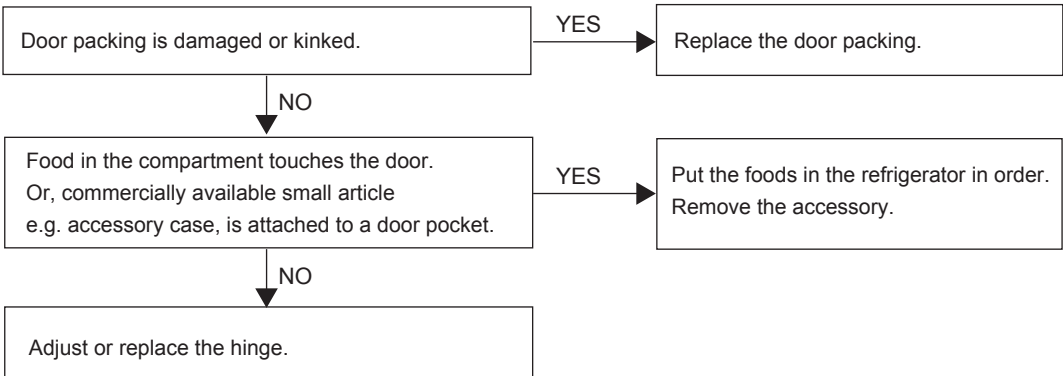 Door packing is damaged or kinked.
YES
Replace the door packing.
NO
Food in the compartment touches the door.
Or, commercially available small article
e.g. accessory case, is attached to a door pocket.
YES
Put the foods in the refrigerator in order.
Remove the accessory.
NO
Adjust or replace the hinge.